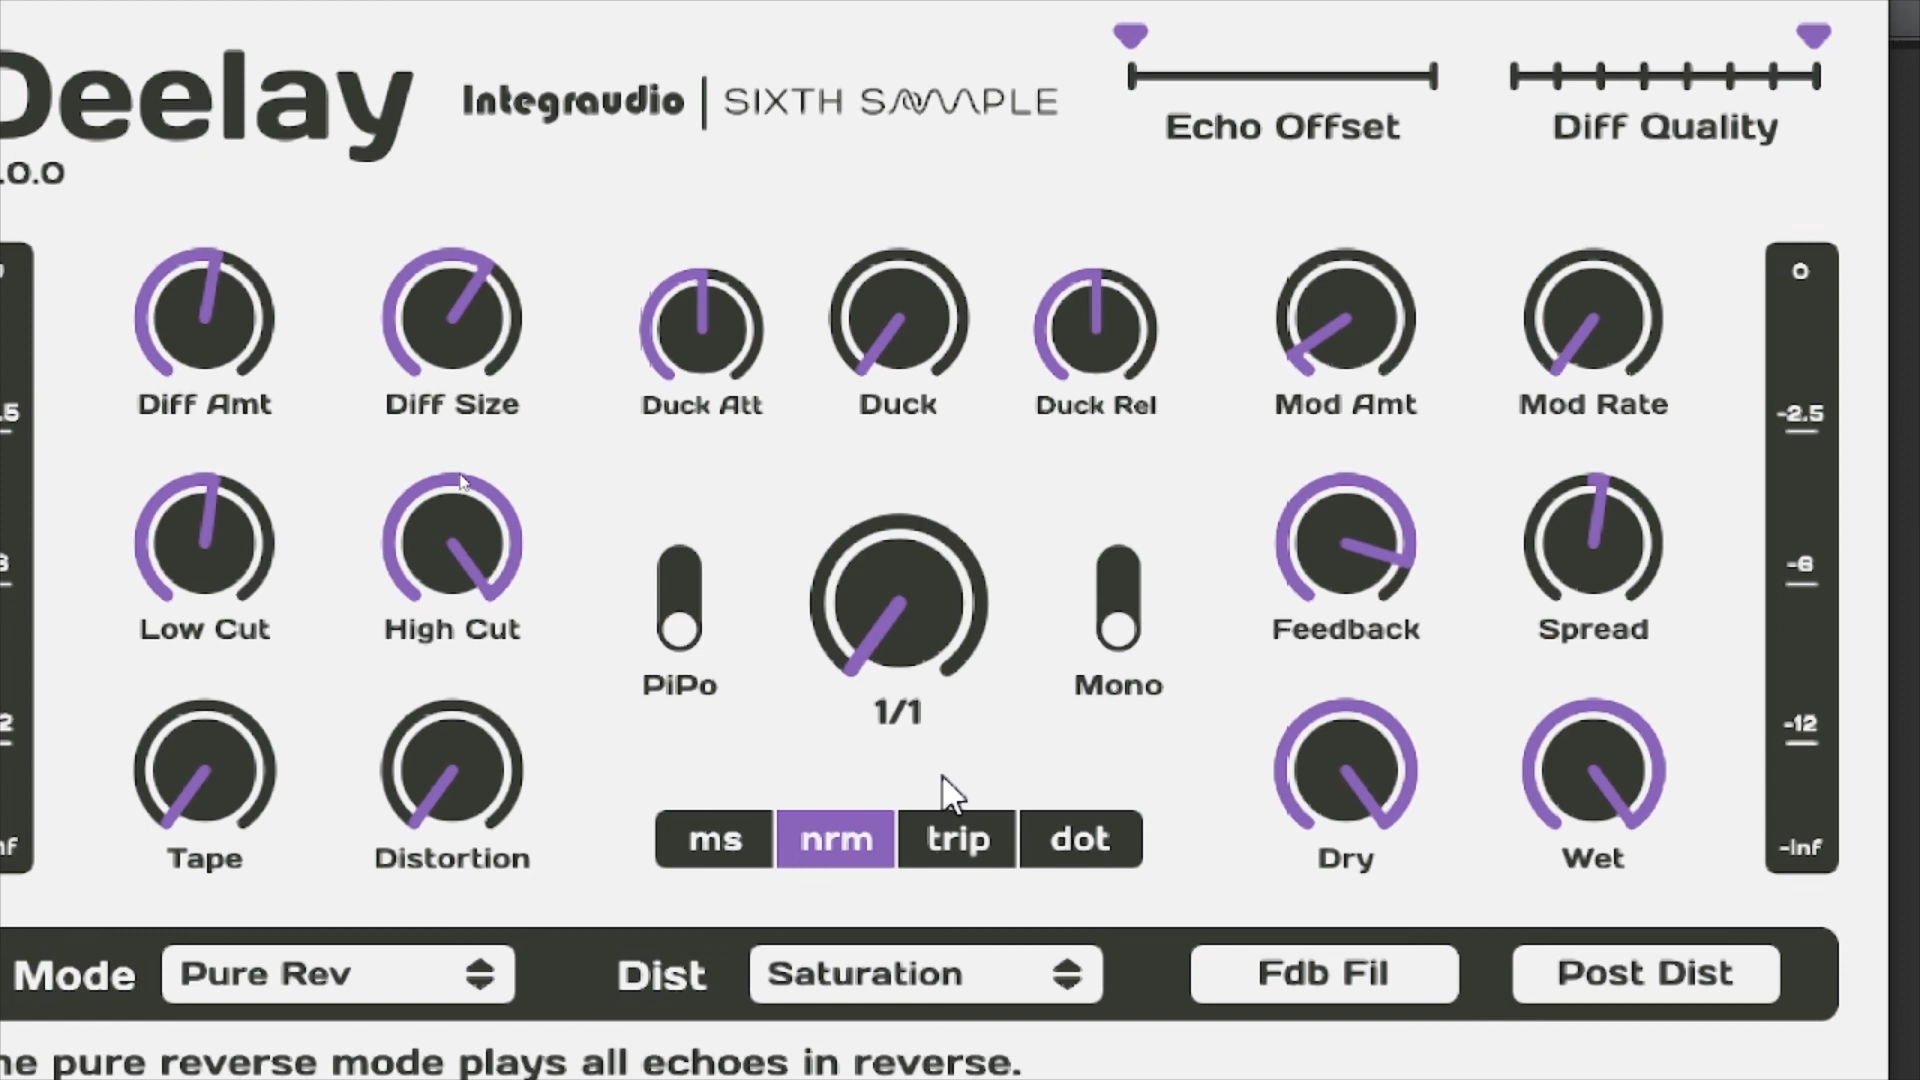 Deelay
Integraudio | SIXTH SAMPLE
Echo Offset
Diff Quality
.0.0
0
-2.5
-6
-12
-inf
Diff Amt
Diff Size
Duck Att
Duck
Duck Rel
Mod Amt
Mod Rate
Low Cut
High Cut
PiPo
1/1
Mono
Feedback
Spread
Tape
Distortion
ms
nrm
trip
dot
Dry
Wet
Mode
Pure Rev
Dist
Saturation
Fdb Fil
Post Dist
he pure reverse mode plays all echoes in reverse.